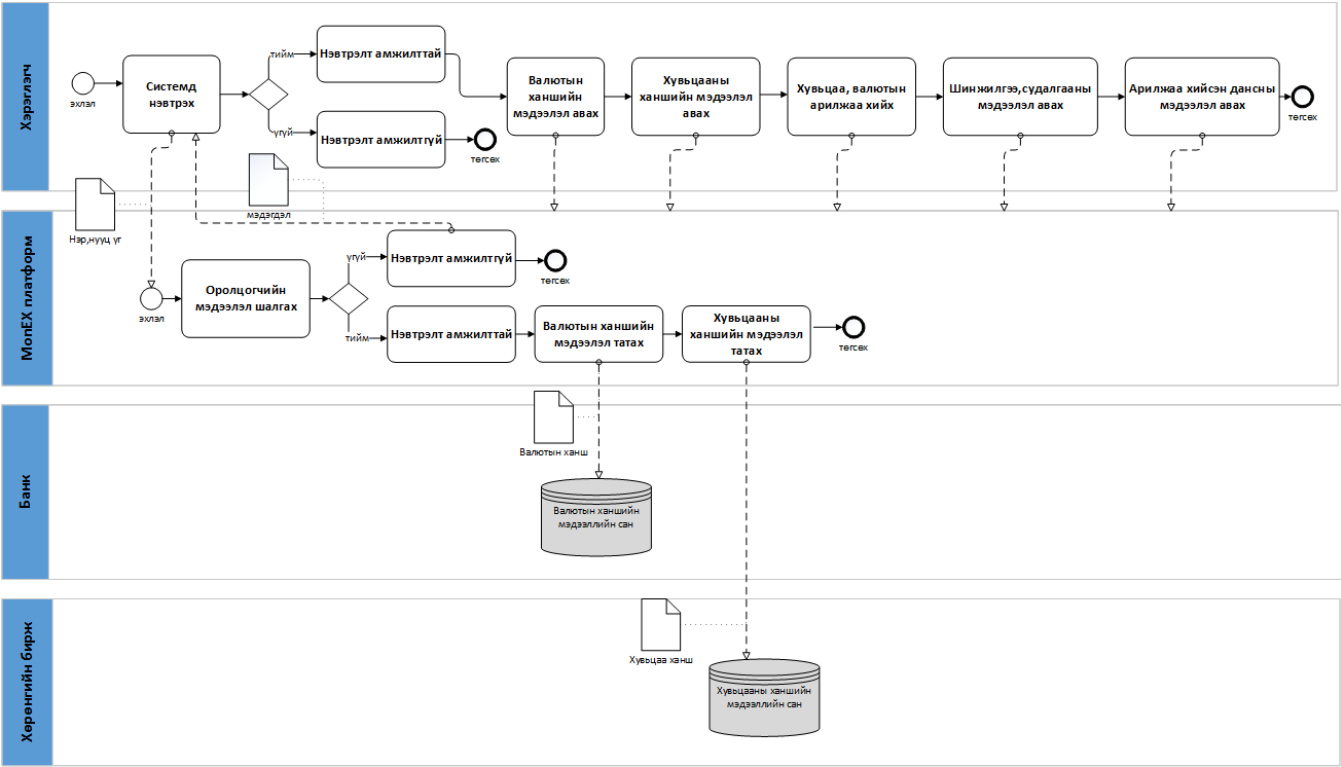 Хэрэглэгч
эхлэл
Системд
нэвтрэх
тийм
Нэвтрэлт амжилттай
үгүй
Нэвтрэлт амжилтгүй
төгсөх
Валютын
ханшийн
мэдээлэл авах
Хувьцааны
ханшийн мэдээлэл
авах
Хувьцаа, валютын
арилжаа хийх
Шинжилгээ,судалгааны
мэдээлэл авах
Арилжаа хийсэн дансны
мэдээлэл авах
төгсөх
Нэр,нууц үг
мэдэгдэл
MonEX платформ
эхлэл
Оролцогчийн
мэдээлэл шалгах
үгүй
Нэвтрэлт амжилтгүй
төгсөх
тийм
Нэвтрэлт амжилттай
Валютын ханшийн
мэдээлэл татах
Хувьцааны
ханшийн мэдээлэл
татах
төгсөх
Банк
Валютын ханш
Валютын ханшийн
мэдээллийн сан
Хөрөнгийн бирж
Хувьцаа ханш
Хувьцааны ханшийн
мэдээллийн сан